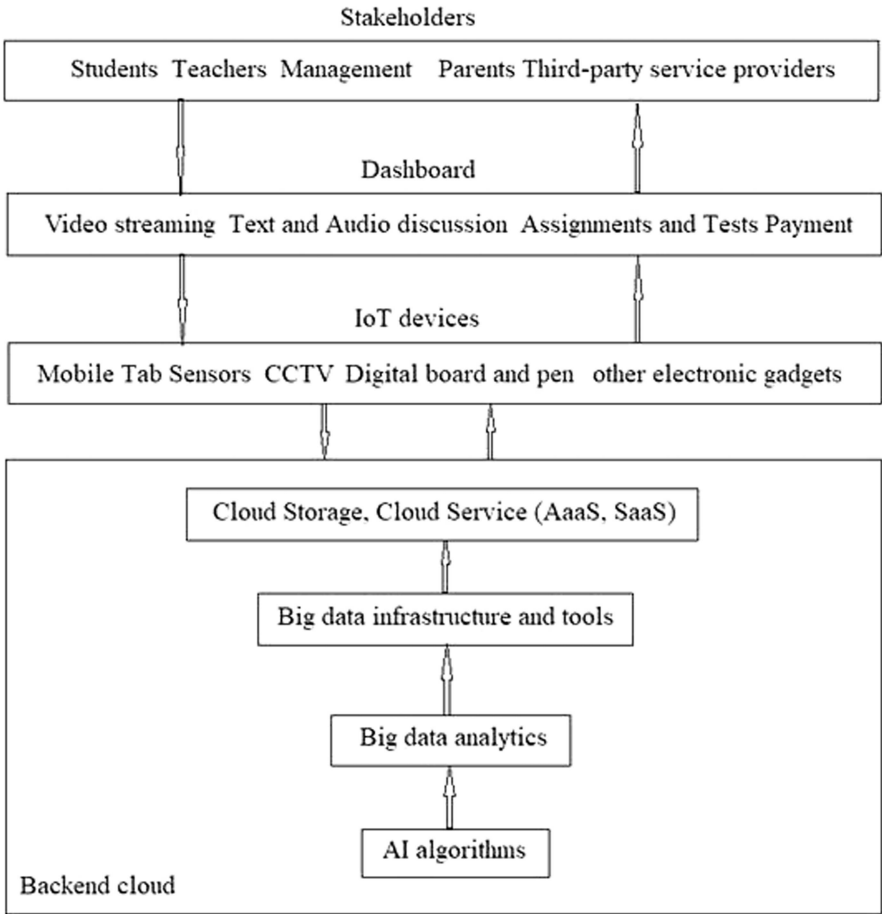 Stakeholders
Students Teachers Management Parents Third-party service providers
Dashboard
Video streaming Text and Audio discussion Assignments and Tests Payment
IoT devices
Mobile Tab Sensors CCTV Digital board and pen other electronic gadgets
Cloud Storage, Cloud Service (AaaS, SaaS)
Big data infrastructure and tools
Big data analytics
AI algorithms
Backend cloud